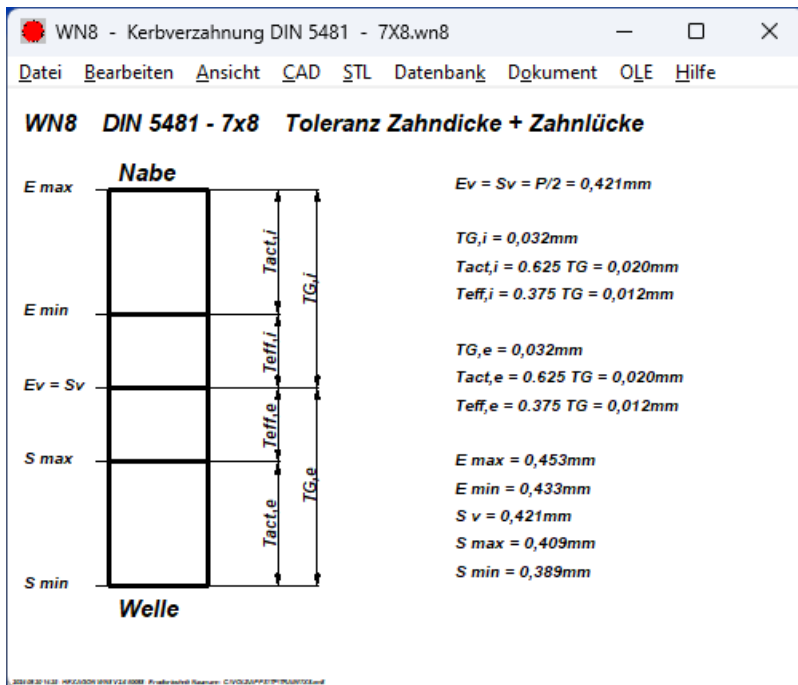 WN8 - Kerbverzahnung DIN 5481 - 7X8.wn8
Datei Bearbeiten Ansicht CAD STL Datenbank Dokument OLE Hilfe
WN8 DIN 5481 - 7x8 Toleranz Zahndicke + Zahnlücke
Nabe
E max
E min
Ev = Sv
S max
S min
Welle
Tact,i
TG,i
Teff,i
Teff,e
TG,e
Tact,e
Ev = Sv = P/2 = 0,421mm
TG,i = 0,032mm
Tact,i = 0.625 TG = 0,020mm
Teff,i = 0.375 TG = 0,012mm
TG,e = 0,032mm
Tact,e = 0.625 TG = 0,020mm
Teff,e = 0.375 TG = 0,012mm
E max = 0,453mm
E min = 0,433mm
S v = 0,421mm
S max = 0,409mm
S min = 0,389mm